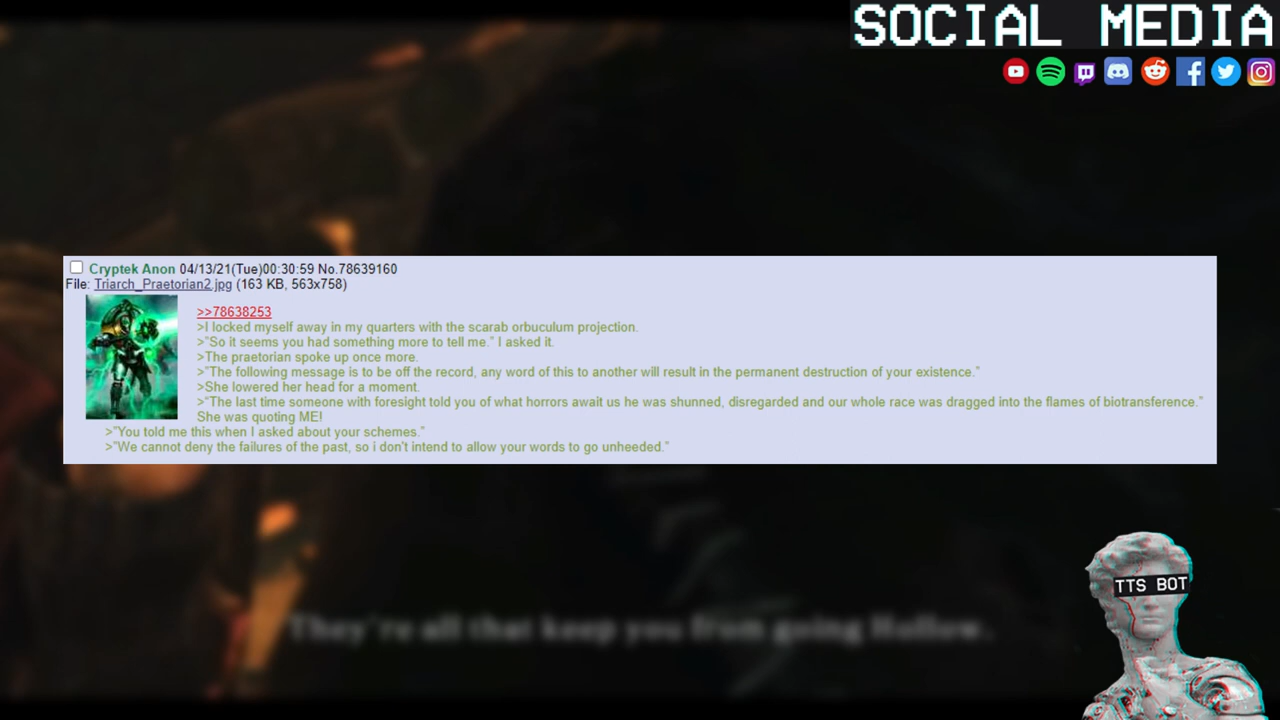 SOCIAL MEDIA
Cryptek Anon 04/13/21(Tue)00:30:59 No.78639160
File: Triarch_Praetorian2.jpg (163 KB, 563x758)
>>78638253
>I locked myself away in my quarters with the scarab orbuculum projection.
>"So it seems you had something more to tell me." I asked it.
>The praetorian spoke up once more.
>"The following message is to be off the record, any word of this to another will result in the permanent destruction of your existence."
>She lowered her head for a moment.
>"The last time someone with foresight told you of what horrors await us he was shunned, disregarded and our whole race was dragged into the flames of biotransference."
She was quoting ME!
>"You told me this when I asked about your schemes."
>"We cannot deny the failures of the past, so i don't intend to allow your words to go unheeded."
TTS BOT
They're all that keep you from going Hollow.